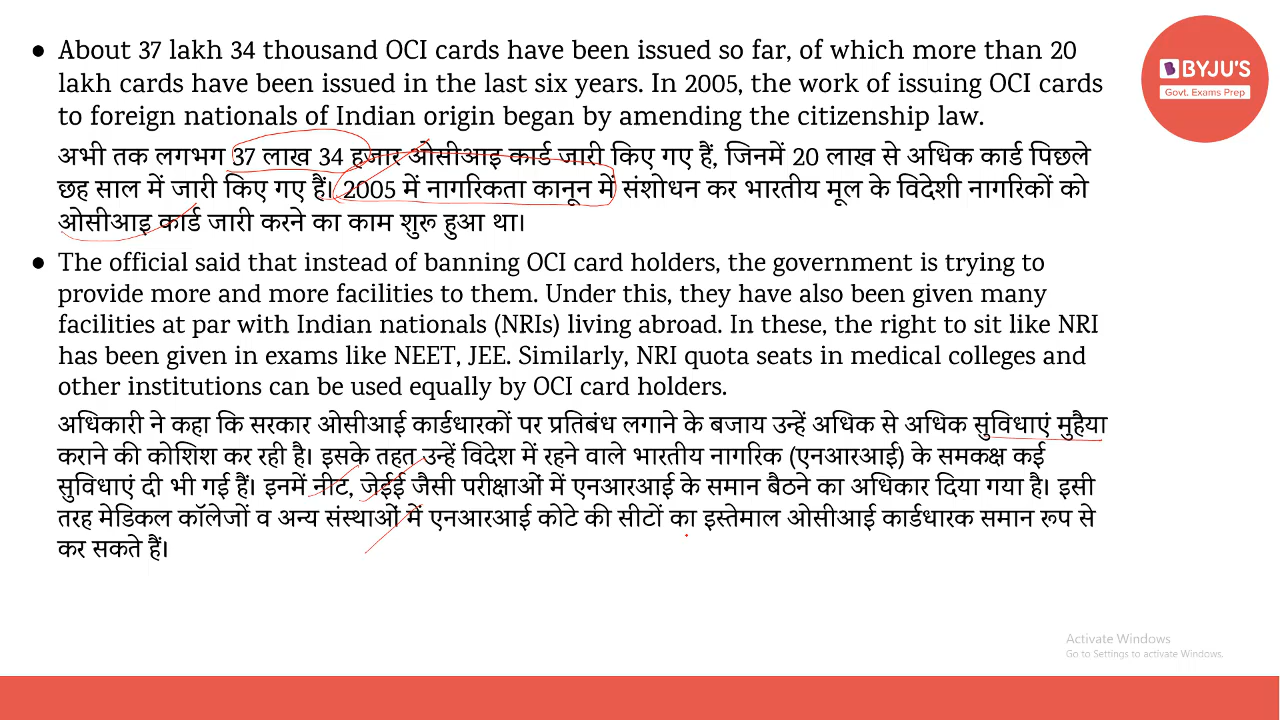 ● About 37 lakh 34 thousand OCI cards have been issued so far, of which more than 20
lakh cards have been issued in the last six years. In 2005, the work of issuing OCI cards
to foreign nationals of Indian origin began by amending the citizenship law.
अभी तक लगभग 37 लाख 34 हजार ओसीआइ कार्ड जारी किए गए हैं, जिनमें 20 लाख से अधिक कार्ड पिछले
छह साल में जारी किए गए हैं। 2005 में नागरिकता कानून में संशोधन कर भारतीय मूल के विदेशी नागरिकों को
ओसीआइ कार्ड जारी करने का काम शुरू हुआ था।
● The official said that instead of banning OCI card holders, the government is trying to
provide more and more facilities to them. Under this, they have also been given many
facilities at par with Indian nationals (NRIs) living abroad. In these, the right to sit like NRI
has been given in exams like NEET, JEE. Similarly, NRI quota seats in medical colleges and
other institutions can be used equally by OCI card holders.
अधिकारी ने कहा कि सरकार ओसीआई कार्डधारकों पर प्रतिबंध लगाने के बजाय उन्हें अधिक से अधिक सुविधाएं मुहैया
कराने की कोशिश कर रही है। इसके तहत उन्हें विदेश में रहने वाले भारतीय नागरिक (एनआरआई) के समकक्ष कई
सुविधाएं दी भी गई हैं। इनमें नीट, जेईई जैसी परीक्षाओं में एनआरआई के समान बैठने का अधिकार दिया गया है। इसी
तरह मेडिकल कॉलेजों व अन्य संस्थाओं में एनआरआई कोटे की सीटों का इस्तेमाल ओसीआई कार्डधारक समान रूप से
कर सकते हैं।
BYJU'S
Govt. Exams Prep
Activate Windows
Go to Settings to activate Windows.